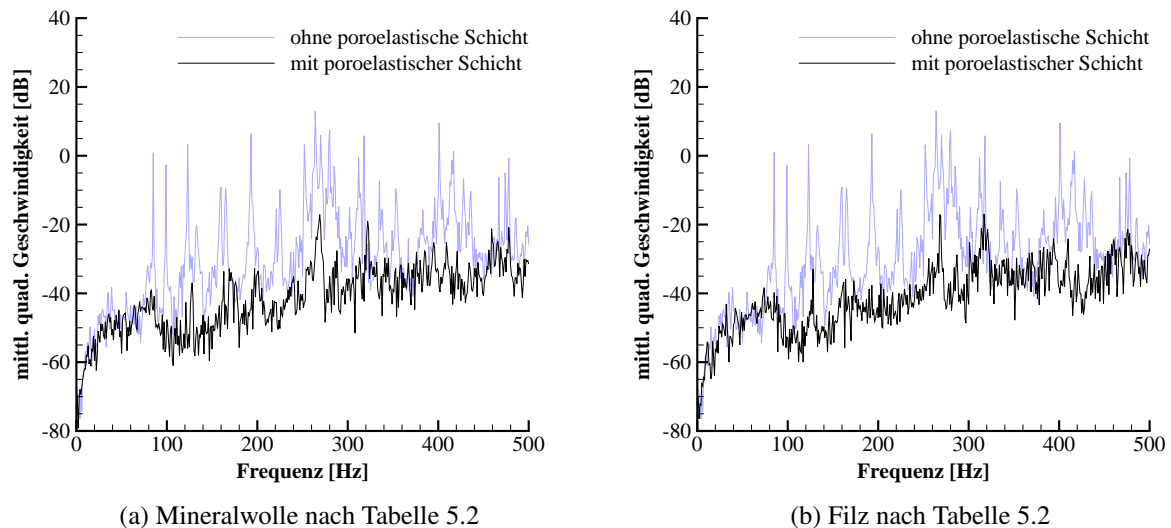 40
20
0
-20
-40
-60
-80
0
100
200
300
400
500
mittl. quad. Geschwindigkeit [dB]
Frequenz [Hz]
ohne poroelastische Schicht
mit poroelastischer Schicht
(a) Mineralwolle nach Tabelle 5.2
40
20
0
-20
-40
-60
-80
0
100
200
300
400
500
mittl. quad. Geschwindigkeit [dB]
Frequenz [Hz]
ohne poroelastische Schicht
mit poroelastischer Schicht
(b) Filz nach Tabelle 5.2